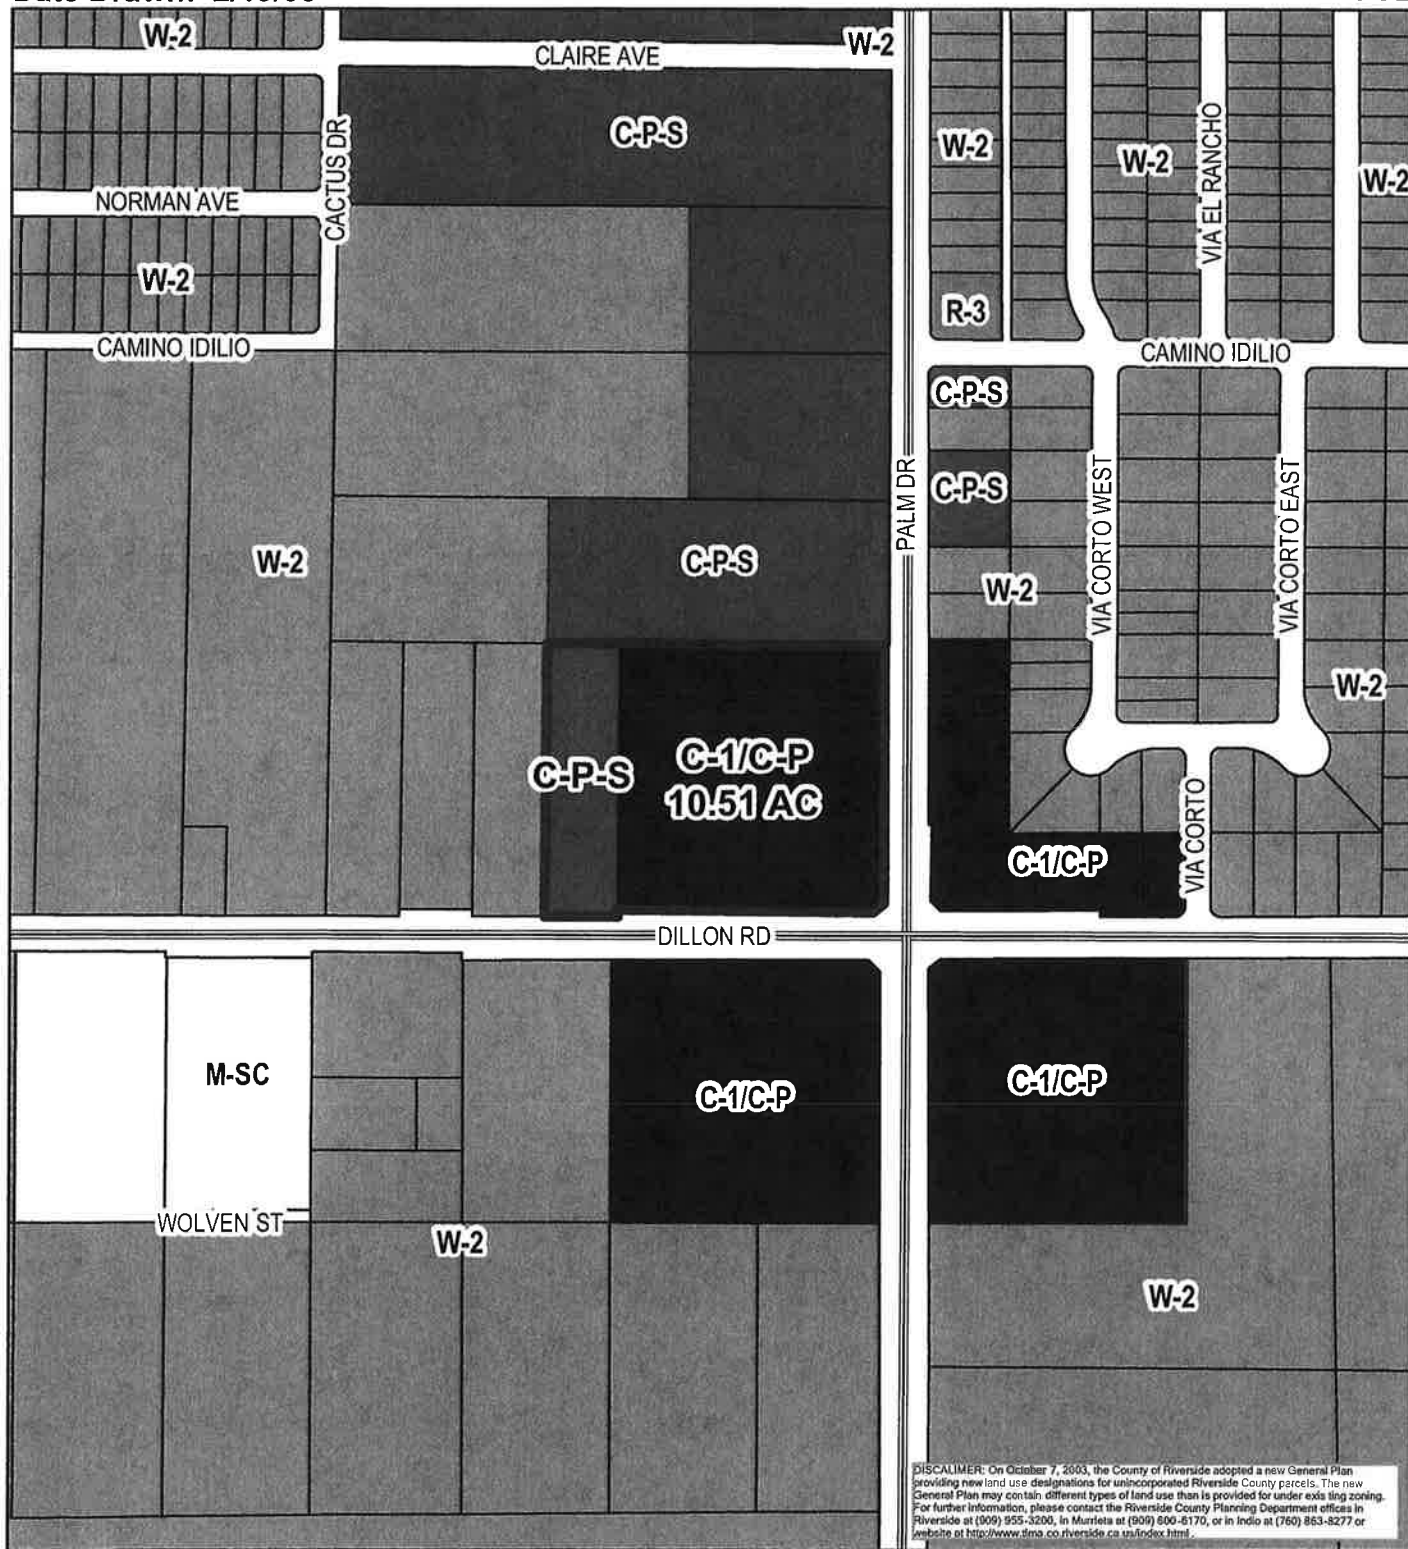 W-2
CLAIRE AVE
W-2
C-P-S
CACTUS DR
W-2
W-2
VIA EL RANCHO
W-2
NORMAN AVE
W-2
R-3
CAMINO IDILIO
CAMINO IDILIO
C-P-S
C-P-S
PALM DR
VIA CORTO WEST
VIA CORTO EAST
W-2
C-P-S
W-2
W-2
C-P-S
C-1/C-P
10.51 AC
VIA CORTO
C-1/C-P
DILLON RD
M-SC
C-1/C-P
C-1/C-P
WOLVEN ST
W-2
W-2
DISCALIMER: On October 7, 2003, the County of Riverside adopted a new General Plan
providing new land use designations for unincorporated Riverside County parcels. The new
General Plan may contain different types of land use than is provided for under existing zoning.
For further information, please contact the Riverside County Planning Department offices in
Riverside at (909) 955-3200, in Murrieta at (909) 600-6170, or in Indio at (760) 863-8277 or
website at http://www.tlma.co.riverside.ca.us/index.html .